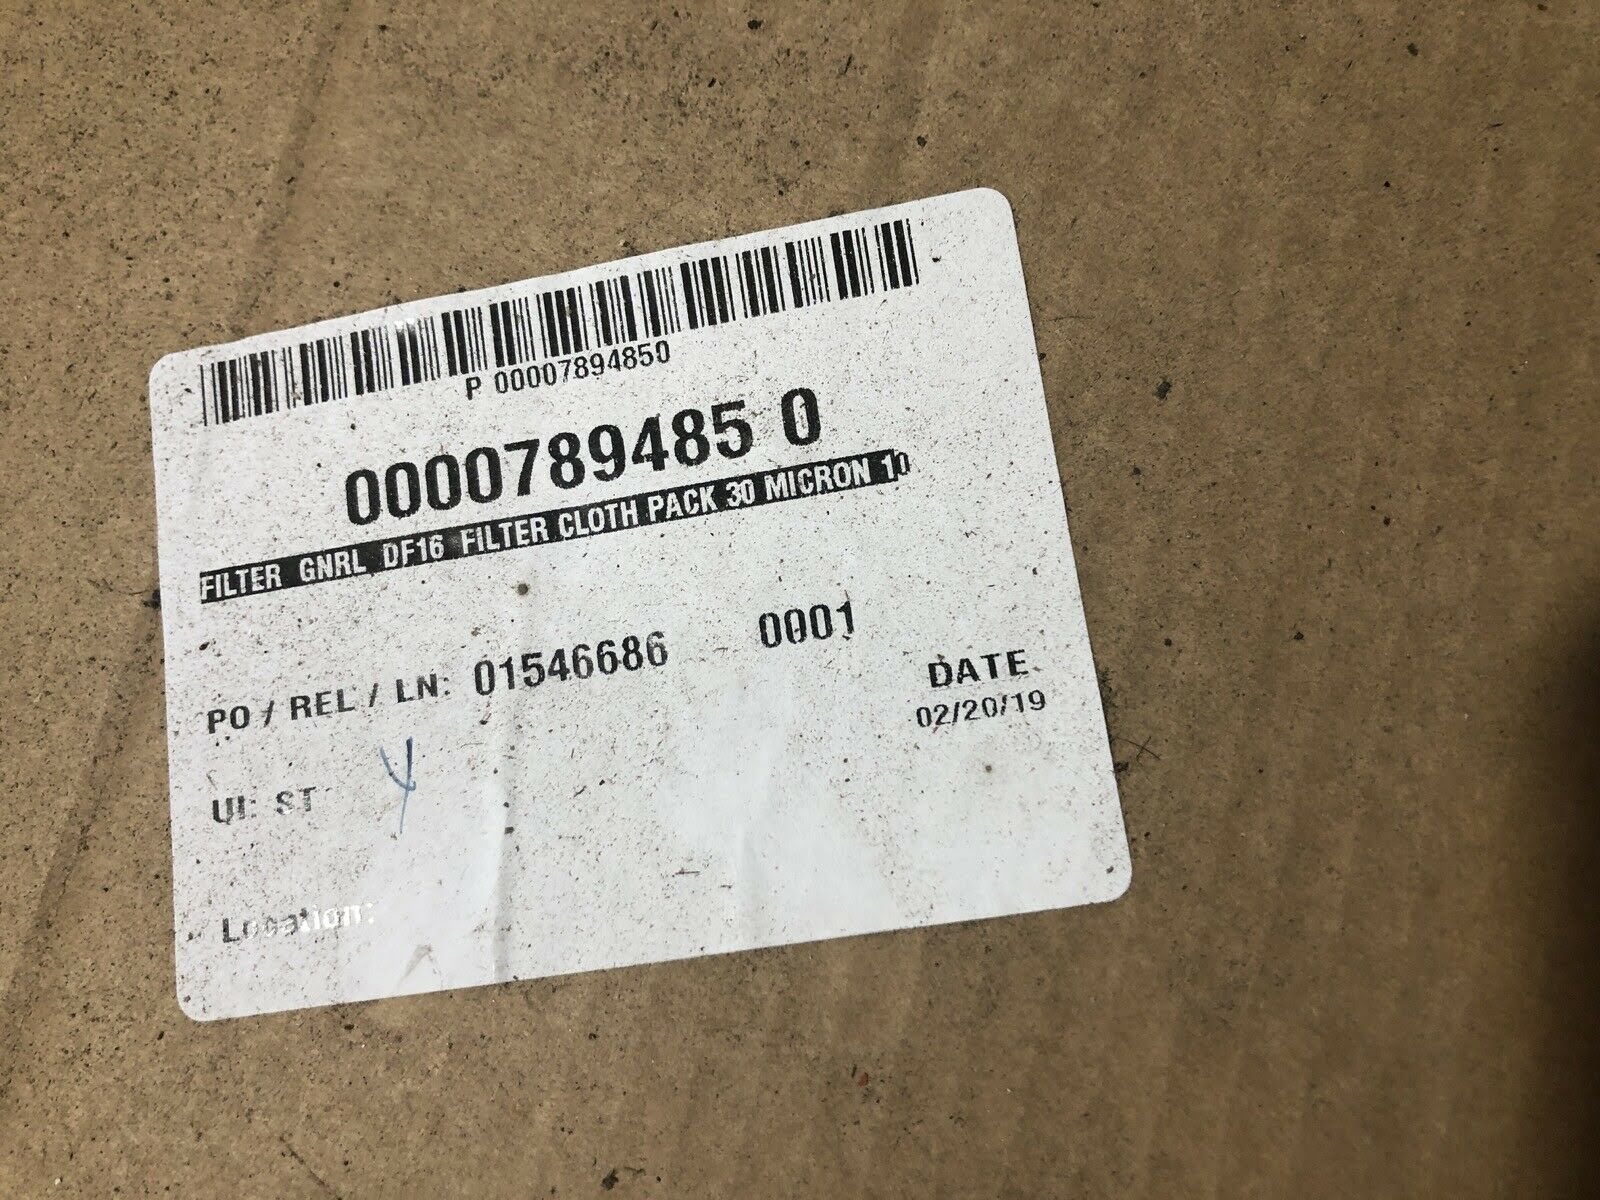 P 00007894850
0000789485 0
FILTER GNRL DF16 FILTER CLOTH PACK 30 MICRON 10
PO / REL / LN: 01546686 0001
DATE
02/20/19
UI: ST
Location: